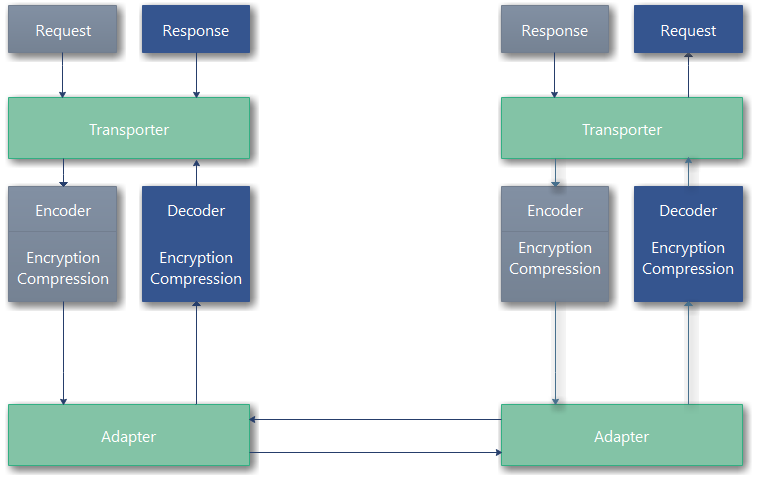 Request
Response
Response
Request
Transporter
Transporter
Encoder
Decoder
Encoder
Decoder
Encryption
Compression
Encryption
Compression
Encryption
Compression
Encryption
Compression
Adapter
Adapter